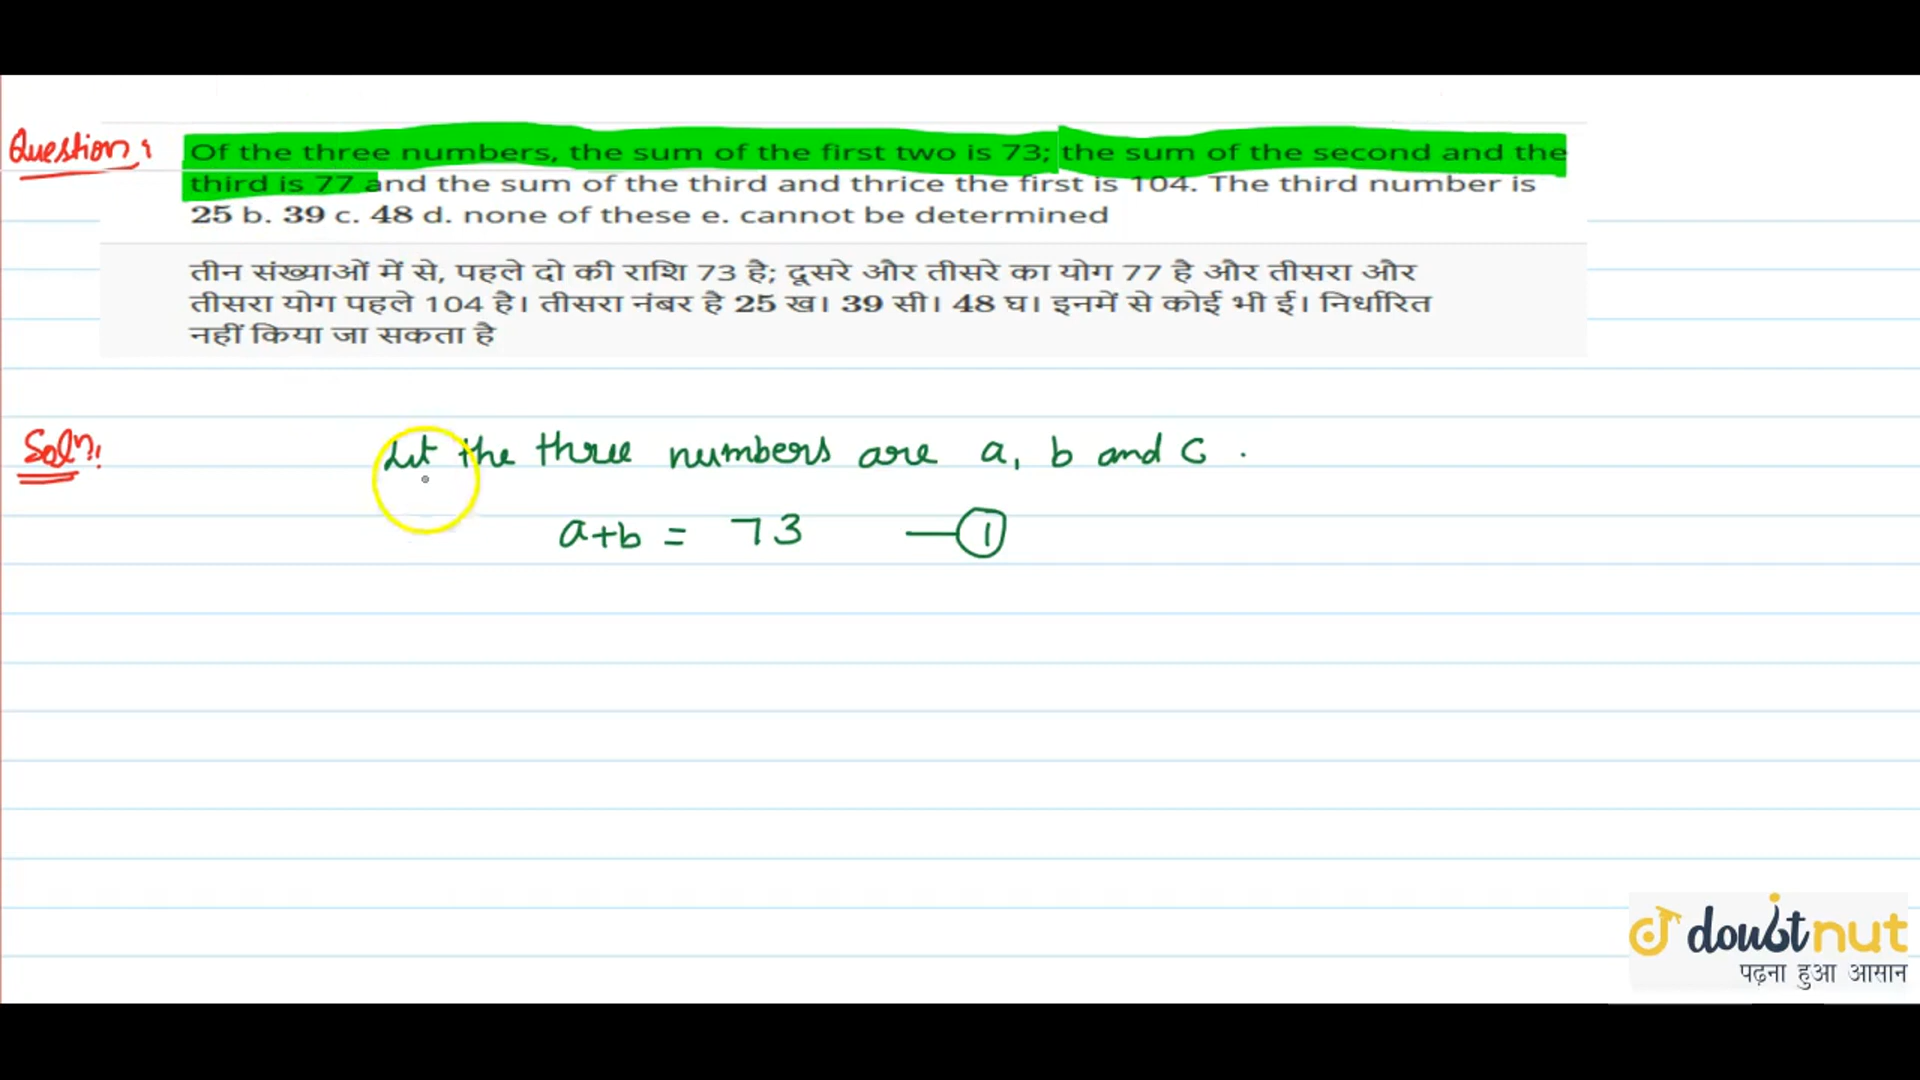 Question:
Of the three numbers, the sum of the first two is 73; the sum of the second and the
third is 77 and the sum of the third and thrice the first is 104. The third number is
25 b. 39 c. 48 d. none of these e. cannot be determined
तीन संख्याओं में से, पहले दो की राशि 73 है; दूसरे और तीसरे का योग 77 है और तीसरा और
तीसरा योग पहले 104 है। तीसरा नंबर है 25 ख। 39 सी। 48 घ। इनमें से कोई भी ई। निर्धारित
नहीं किया जा सकता है
Soln:
Let the three numbers are a, b and c.
a+b = 73 —①
doubtnut
पढ़ना हुआ आसान